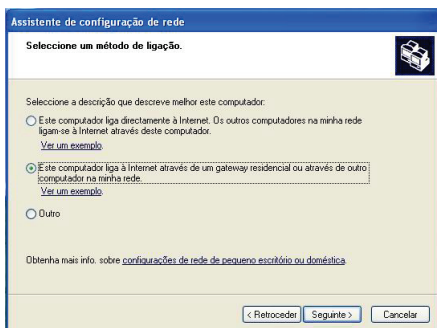 Assistente de configuração de rede
Seleccione um método de ligação.
Seleccione a descrição que descreve melhor este computador:
Este computador liga directamente à Internet. Os outros computadores na minha rede
ligam-se à Internet através deste computador.
Ver um exemplo.
Este computador liga à Internet através de um gateway residencial ou através de outro
computador na minha rede.
Ver um exemplo.
Outro
Obtenha mais info. sobre configurações de rede de pequeno escritório ou doméstica.
< Retroceder Seguinte > Cancelar